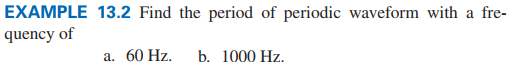 EXAMPLE 13.2 Find the period of periodic waveform with a fre-
quency of
a. 60 Hz. b. 1000 Hz.